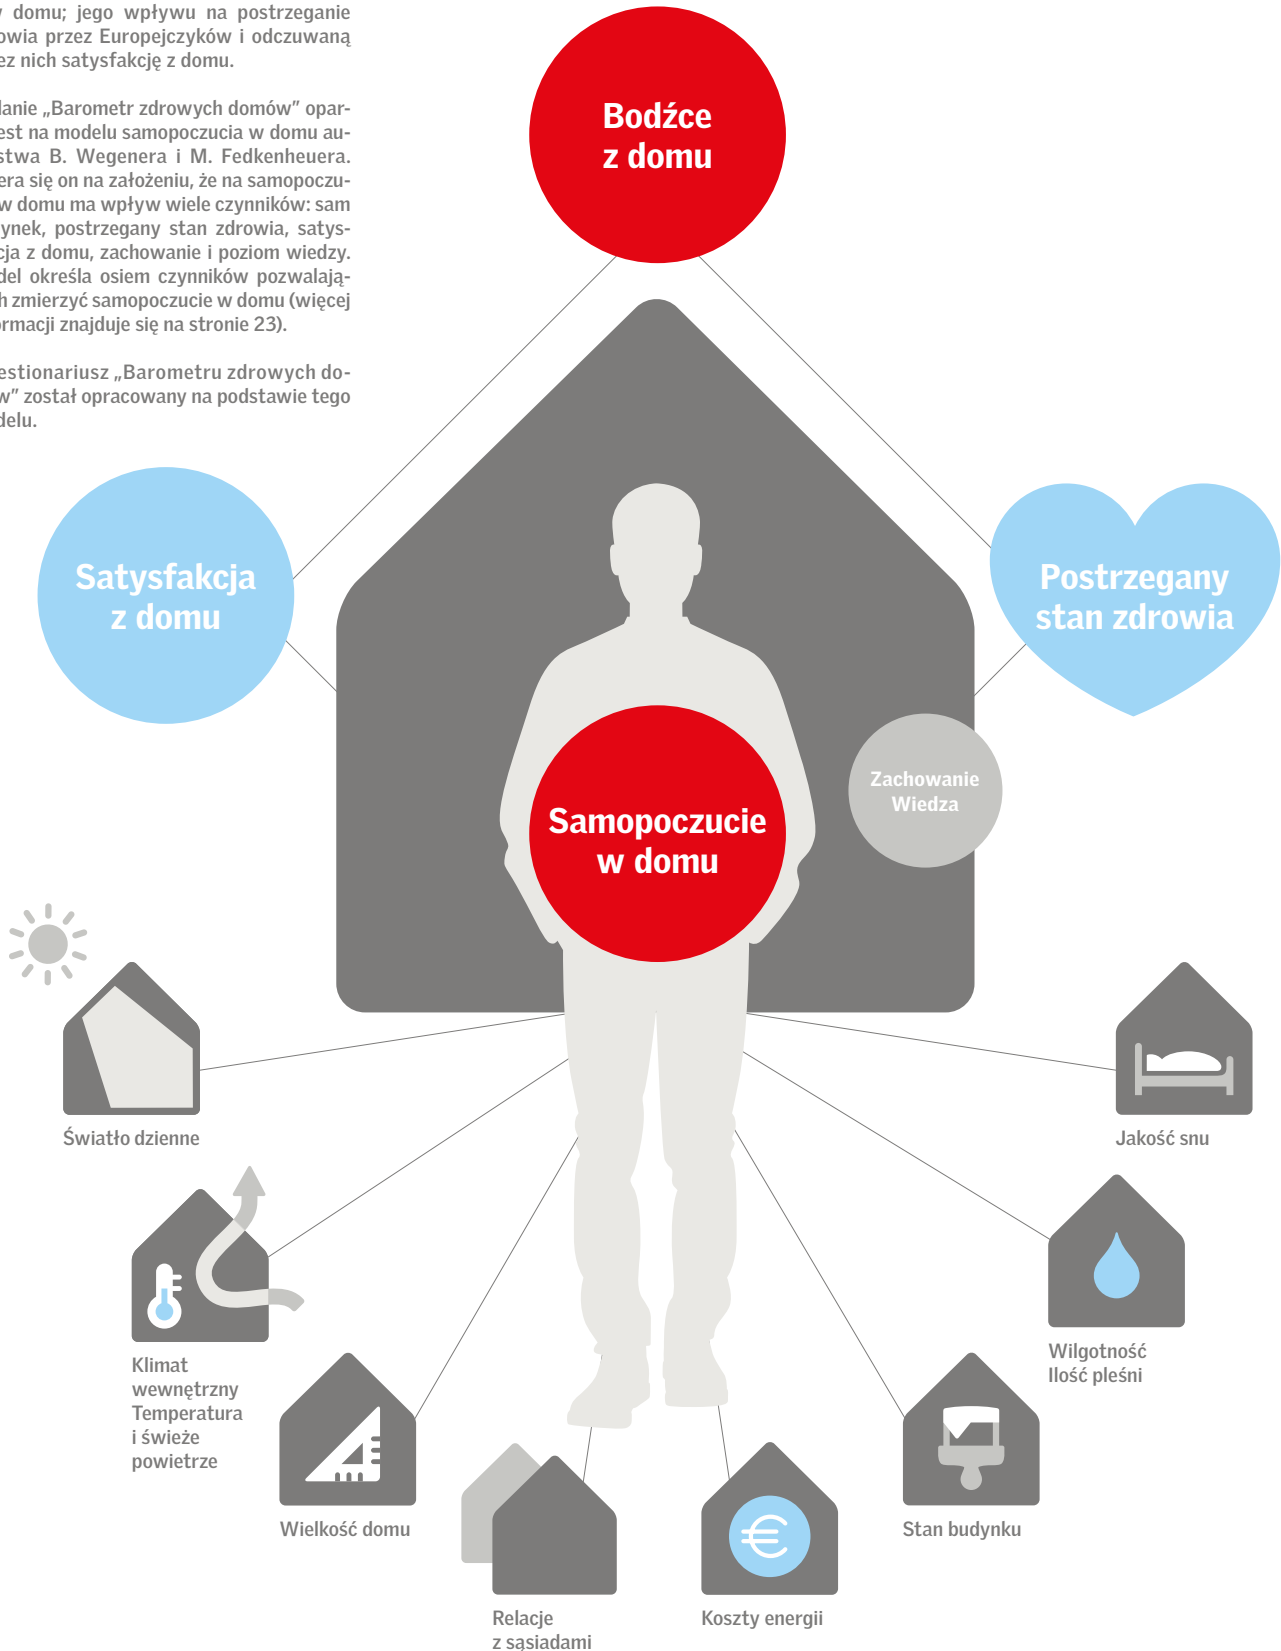 w domu; jego wpływu na postrzeganie
owia przez Europejczyków i odczuwaną
ez nich satysfakcję z domu.
danie „Barometr zdrowych domów” opar-
est na modelu samopoczucia w domu au-
stwa B. Wegenera i M. Fedkenheuera.
era się on na założeniu, że na samopoczu-
w domu ma wpływ wiele czynników: sam
ynek, postrzegany stan zdrowia, satys-
cja z domu, zachowanie i poziom wiedzy.
del określa osiem czynników pozwalają-
h zmierzyć samopoczucie w domu (więcej
ormacji znajduje się na stronie 23).
estionariusz „Barometru zdrowych do-
w” został opracowany na podstawie tego
delu.
Bodźce
z domu
Satysfakcja
z domu
Postrzegany
stan zdrowia
Zachowanie
Wiedza
Samopoczucie
w domu
Światło dzienne
Jakość snu
Klimat
wewnętrzny
Temperatura
i świeże
powietrze
Wilgotność
Ilość pleśni
Wielkość domu
Stan budynku
Relacje
z sąsiadami
€
Koszty energii